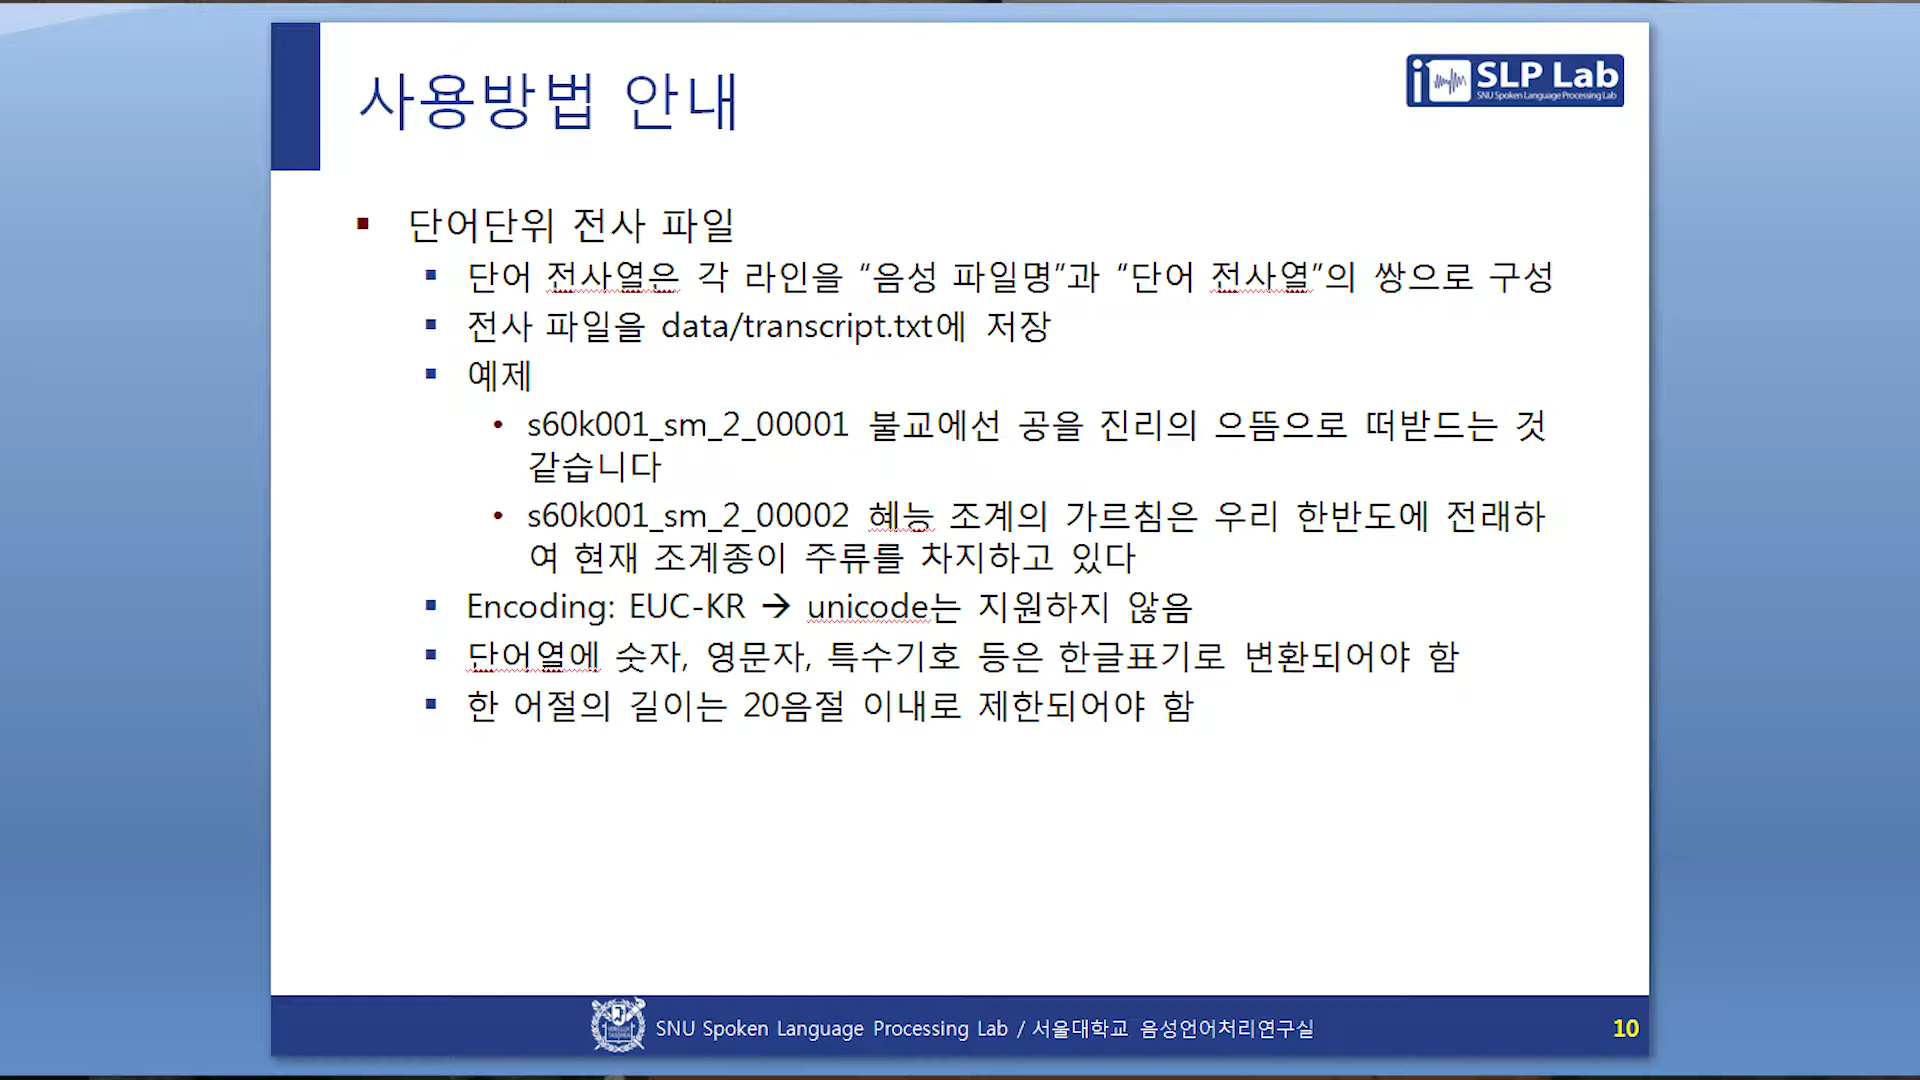 사용방법 안내
SLP Lab
SNU Spoken Language Processing Lab
단어단위 전사 파일
단어 전사열은 각 라인을 “음성 파일명”과 “단어 전사열”의 쌍으로 구성
전사 파일을 data/transcript.txt에 저장
예제
s60k001_sm_2_00001 불교에선 공을 진리의 으뜸으로 떠받드는 것
같습니다
s60k001_sm_2_00002 혜능 조계의 가르침은 우리 한반도에 전래하
여 현재 조계종이 주류를 차지하고 있다
Encoding: EUC-KR → unicode는 지원하지 않음
단어열에 숫자, 영문자, 특수기호 등은 한글표기로 변환되어야 함
한 어절의 길이는 20음절 이내로 제한되어야 함
SNU Spoken Language Processing Lab / 서울대학교 음성언어처리연구실
10